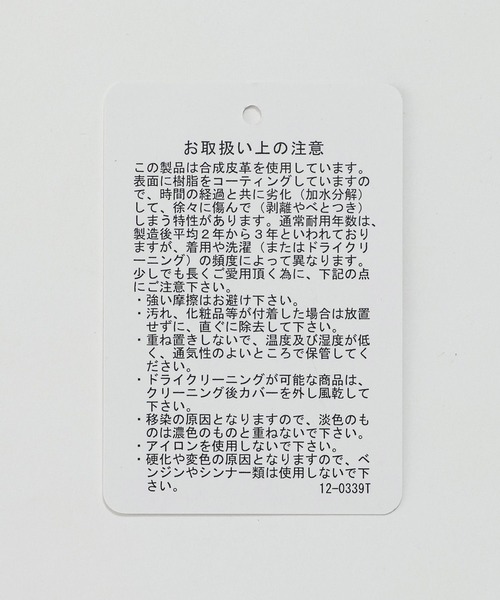 お取扱い上の注意
この製品は合成皮革を使用しています。
表面に樹脂をコーティングしていますの
で、時間の経過と共に劣化（加水分解）
して、徐々に傷んで（剥離やべとつき）
しまう特性があります。通常耐用年数は、
製造後平均２年から３年といわれており
ますが、着用や洗濯（またはドライクリ
ーニング）の頻度によって異なります。
少しでも長くご愛用頂く為に、下記の点
にご注意下さい。
・強い摩擦はお避け下さい。
・汚れ、化粧品等が付着した場合は放置
せずに、直ぐに除去して下さい。
・重ね置きしないで、温度及び湿度が低
く、通気性のよいところで保管してく
ださい。
・ドライクリーニングが可能な商品は、
クリーニング後カバーを外し風乾して
下さい。
・移染の原因となりますので、淡色のも
のは濃色のものと重ねないで下さい。
・アイロンを使用しないで下さい。
・硬化や変色の原因となりますので、ベ
ンジンやシンナー類は使用しないで下
さい。
12-0339T